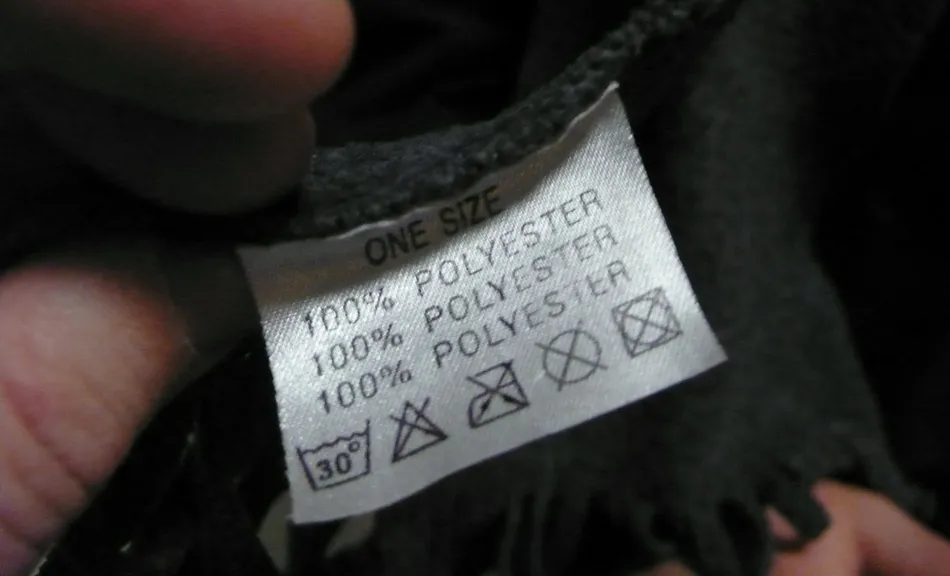 ONE SIZE
100% POLYESTER
100% POLYESTER
100% POLYESTER
30°